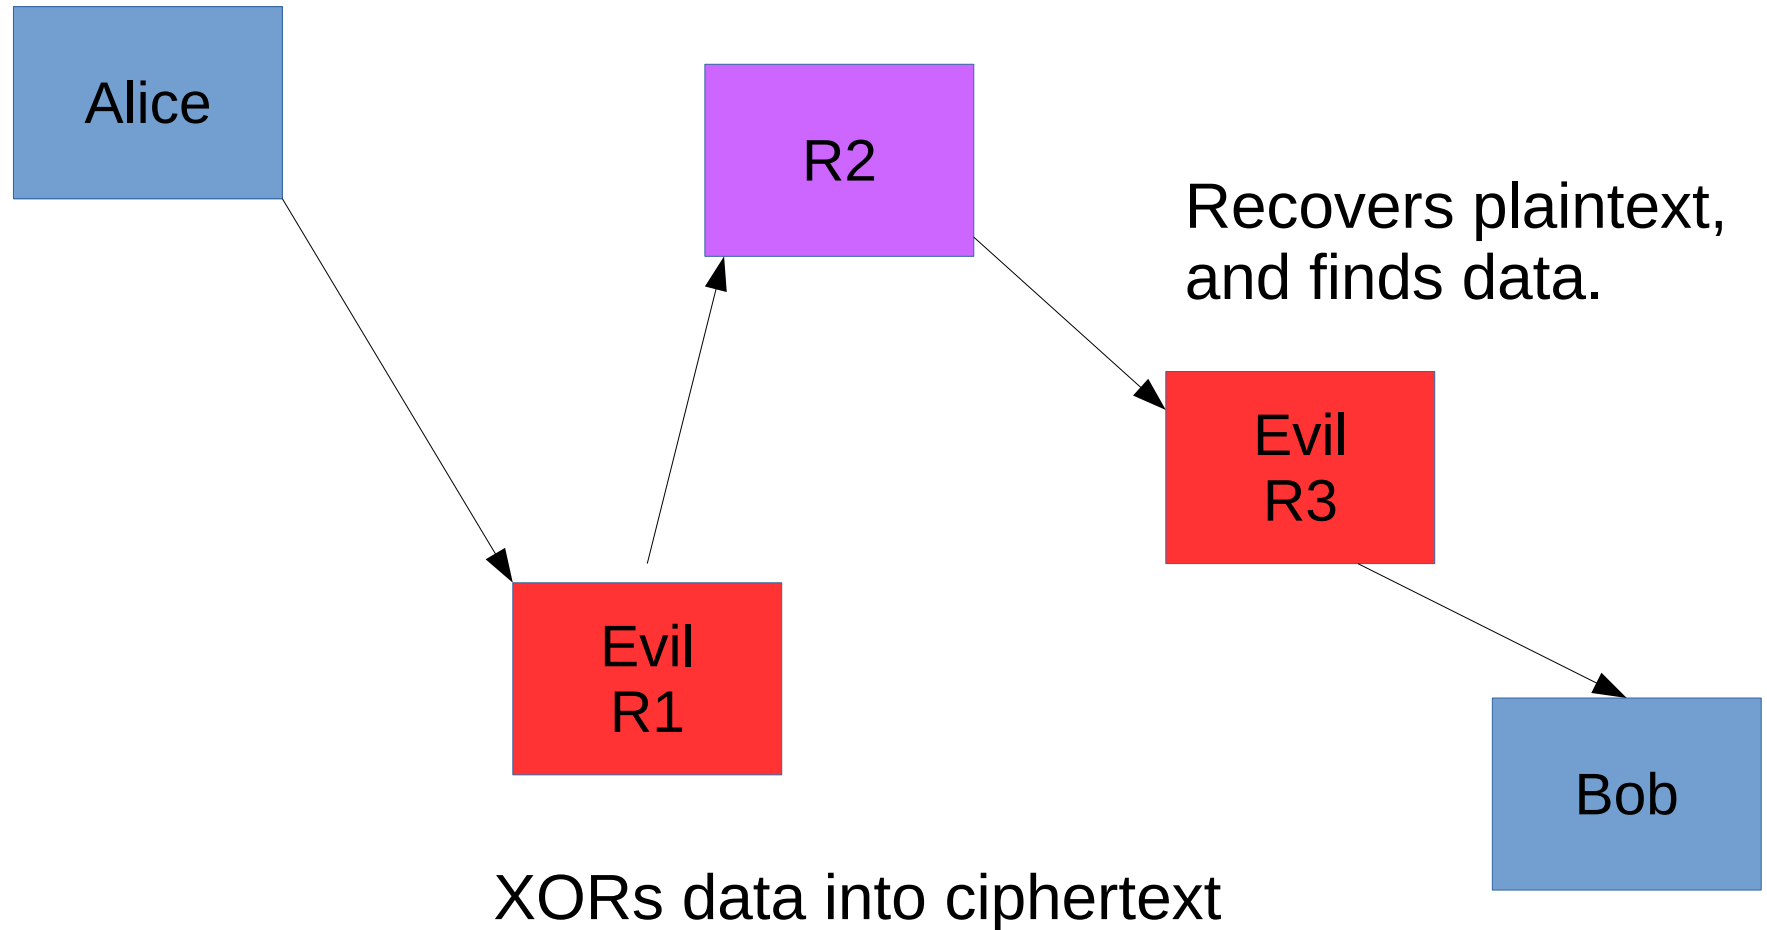 Alice
R2
Recovers plaintext,
and finds data.
Evil
R3
Evil
R1
Bob
XORs data into ciphertext